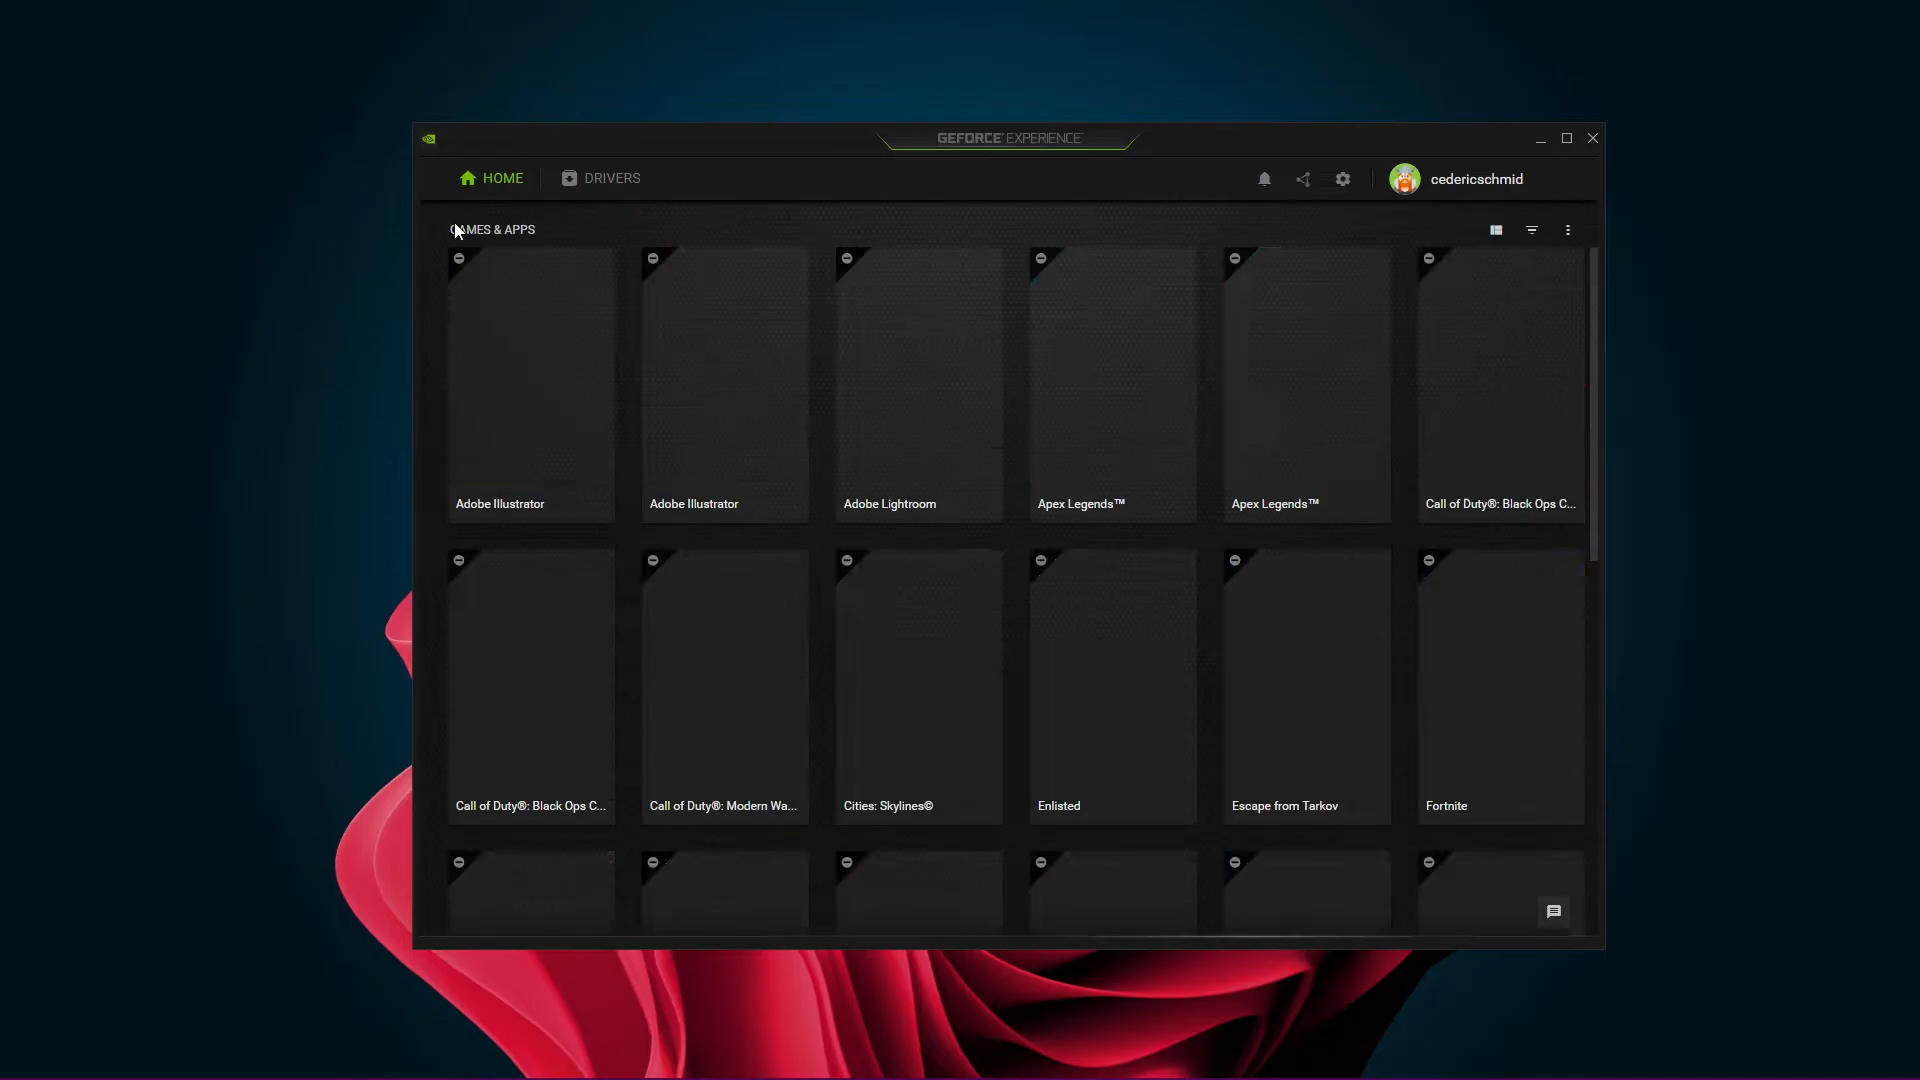 GEFORCE EXPERIENCE
HOME
DRIVERS
cedericschmid
GAMES & APPS
Adobe Illustrator
Adobe Illustrator
Adobe Lightroom
Apex Legends™
Apex Legends™
Call of Duty®: Black Ops C...
Call of Duty®: Black Ops C...
Call of Duty®: Modern Wa...
Cities: Skylines©
Enlisted
Escape from Tarkov
Fortnite